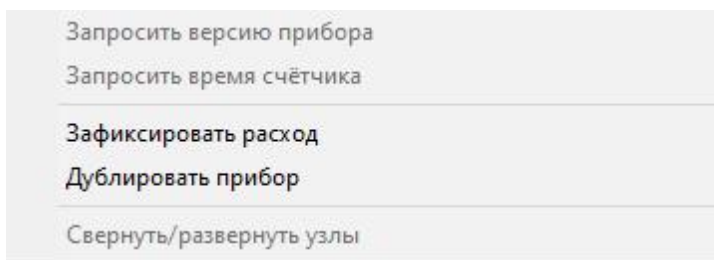 Запросить версию прибора
Запросить время счётчика
Зафиксировать расход
Дублировать прибор
Свернуть/развернуть узлы